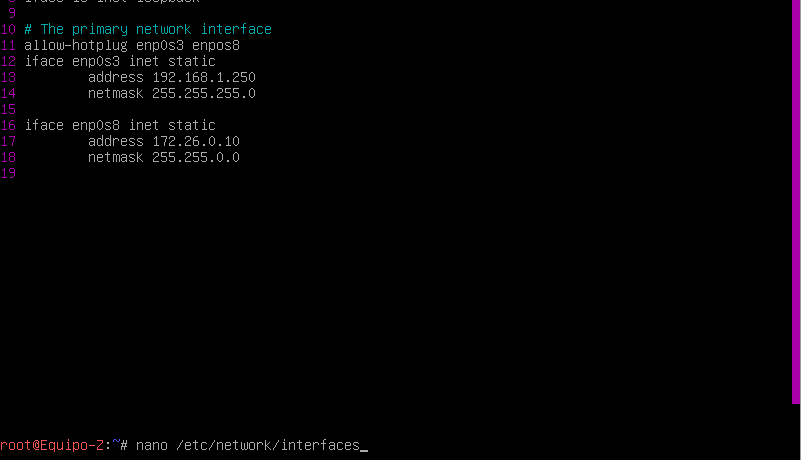 8 iface lo inet loopback
9
10 # The primary network interface
11 allow-hotplug enp0s3 enpos8
12 iface enp0s3 inet static
13 address 192.168.1.250
14 netmask 255.255.255.0
15
16 iface enp0s8 inet static
17 address 172.26.0.10
18 netmask 255.255.0.0
19
root@Equipo-Z:~# nano /etc/network/interfaces_